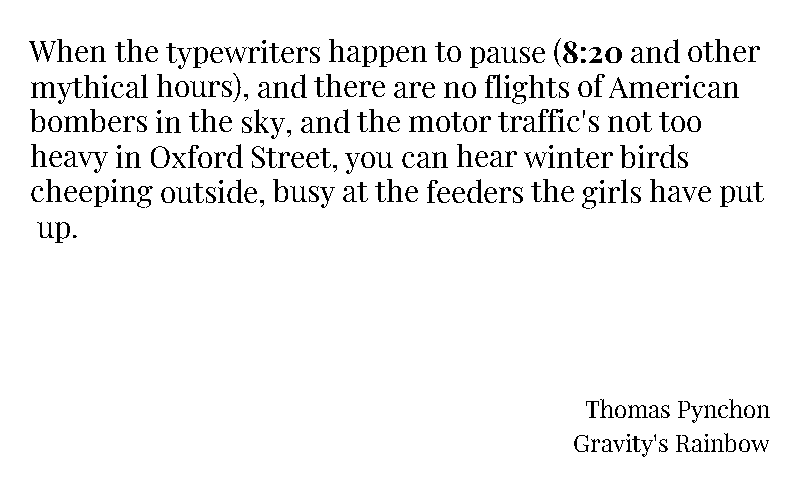 When the typewriters happen to pause (8:20 and other
mythical hours), and there are no flights of American
bombers in the sky, and the motor traffic's not too
heavy in Oxford Street, you can hear winter birds
cheeping outside, busy at the feeders the girls have put
up.
Thomas Pynchon
Gravity's Rainbow